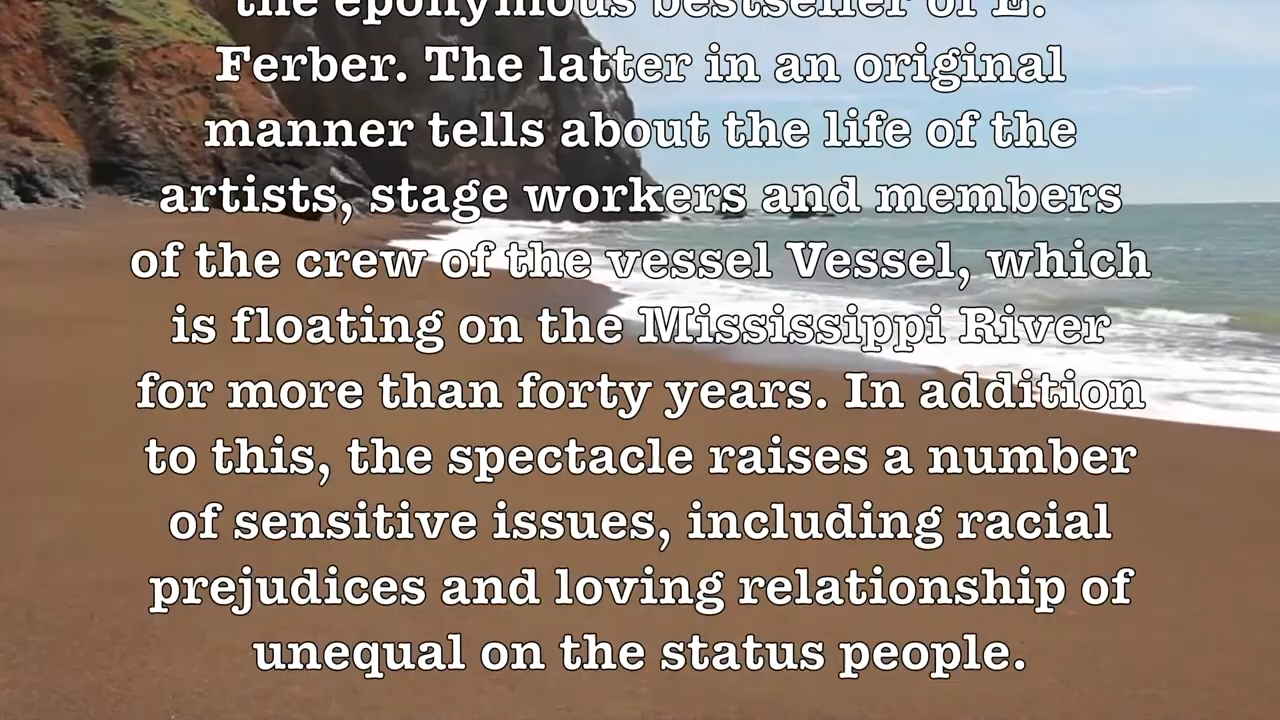 the eponymous bestseller of E.
Ferber. The latter in an original
manner tells about the life of the
artists, stage workers and members
of the crew of the vessel Vessel, which
is floating on the Mississippi River
for more than forty years. In addition
to this, the spectacle raises a number
of sensitive issues, including racial
prejudices and loving relationship of
unequal on the status people.